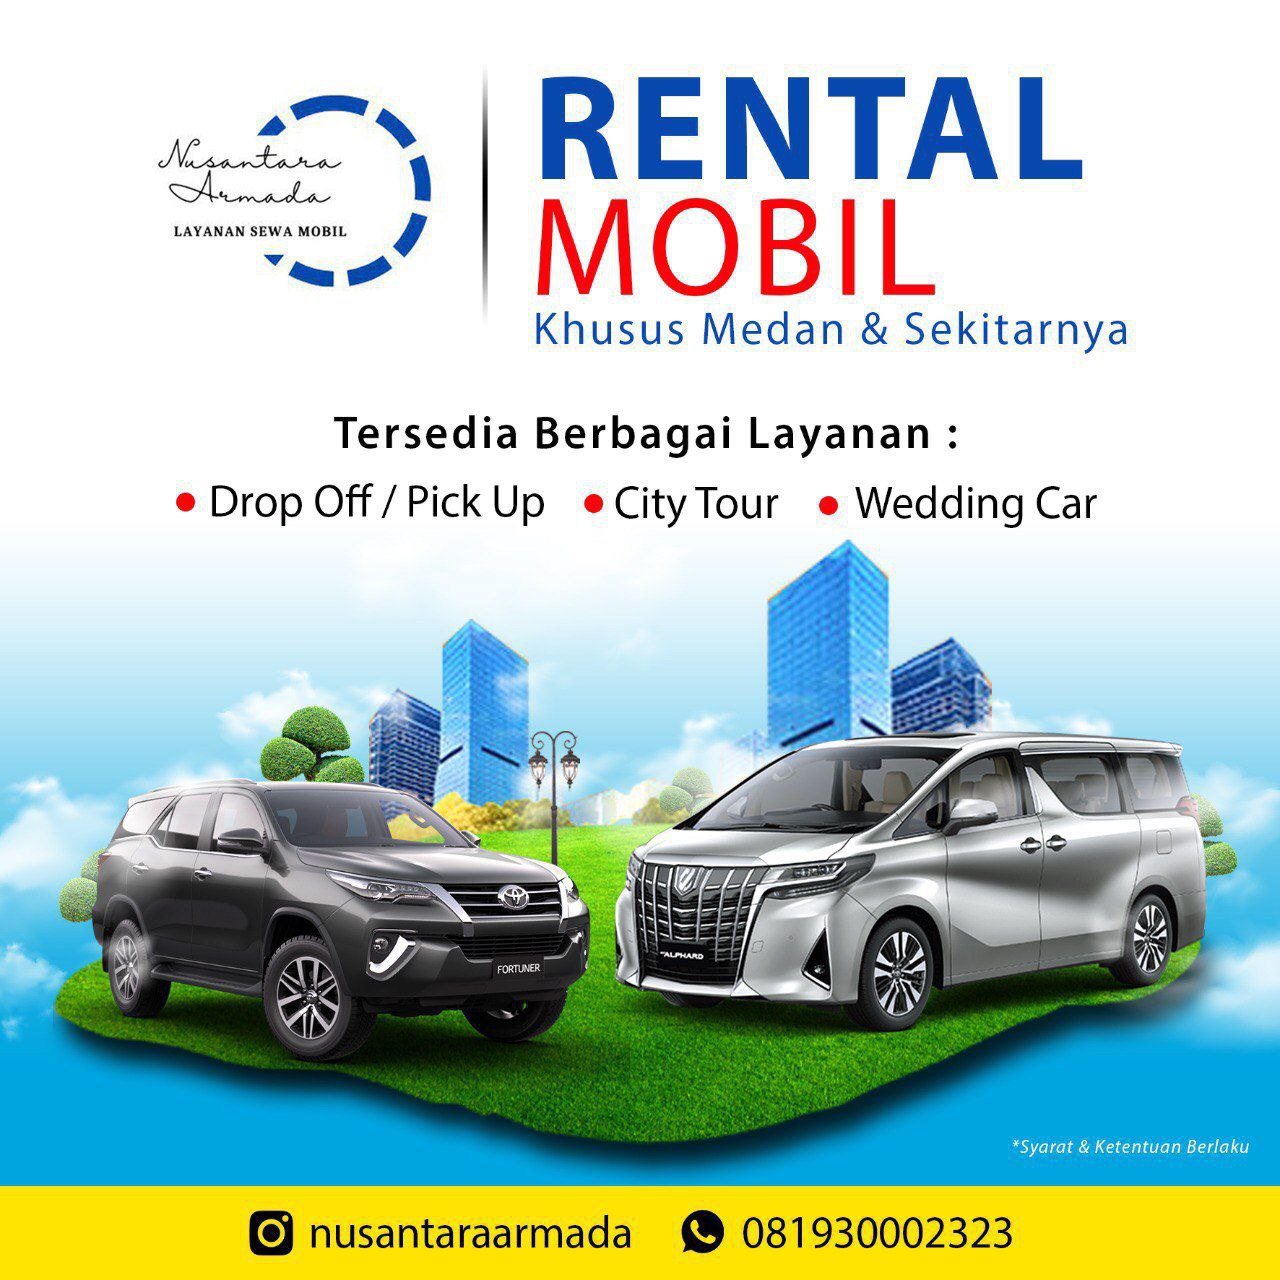 Nusantara
Armada
LAYANAN SEWA MOBIL
RENTAL
MOBIL
Khusus Medan & Sekitarnya
Tersedia Berbagai Layanan :
• Drop Off / Pick Up • City Tour • Wedding Car
FORTUNER
ALPHARD
*Syarat & Ketentuan Berlaku
nusantaraarmada 081930002323